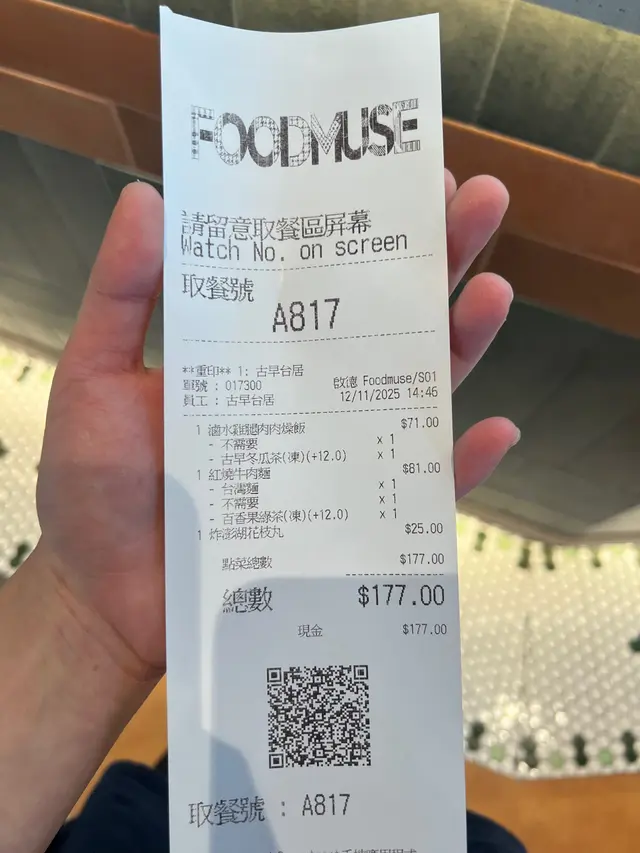 FOODMUSE
請留意取餐區屏幕
Watch No. on screen
取餐號
A817
**重印** 1: 古早台居
單號 : 017300 啟德 Foodmuse/S01
員工 : 古早台居 12/11/2025 14:46
1 滷水雞腿肉肉燥飯 $71.00
- 不需要 x 1
- 古早冬瓜茶(凍)(+12.0) x 1
1 紅燒牛肉麵 $81.00
- 台灣麵 x 1
- 不需要 x 1
- 百香果綠茶(凍)(+12.0) x 1
1 炸澎湖花枝丸 $25.00
點菜總數 $177.00
總數 $177.00
現金 $177.00
取餐號 : A817